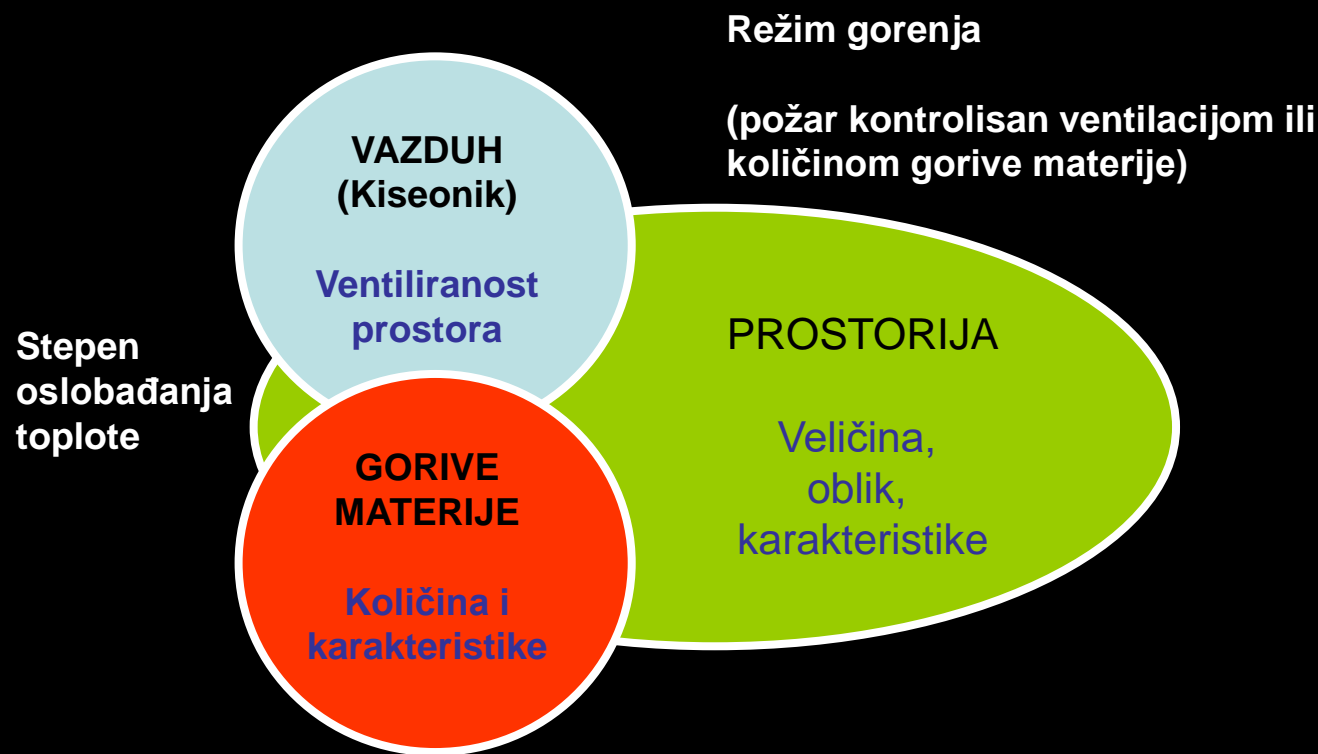 Režim gorenja
(požar kontrolisan ventilacijom ili
količinom gorive materije)
VAZDUH
(Kiseonik)
Ventiliranost
prostora
Stepen
oslobađanja
toplote
PROSTORIJA
Veličina,
oblik,
karakteristike
GORIVE
MATERIJE
Količina i
karakteristike